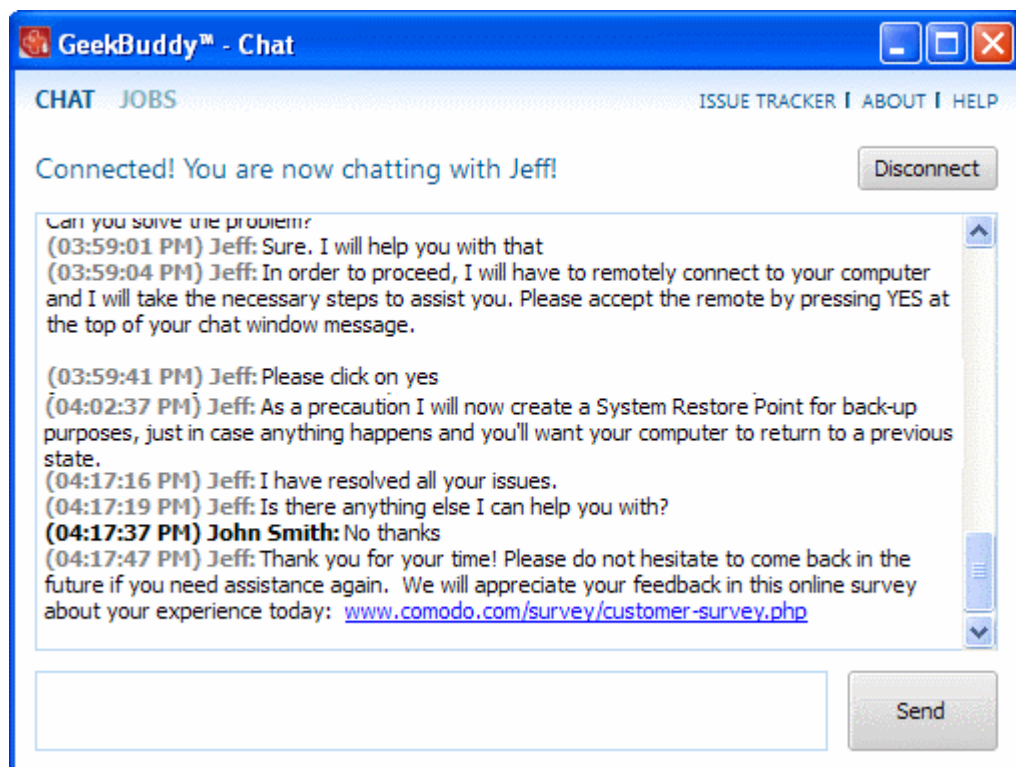 GeekBuddy™ - Chat
CHAT JOBS
ISSUE TRACKER | ABOUT | HELP
Connected! You are now chatting with Jeff!
Disconnect
Can you solve the problem?
(03:59:01 PM) Jeff: Sure. I will help you with that
(03:59:04 PM) Jeff: In order to proceed, I will have to remotely connect to your computer
and I will take the necessary steps to assist you. Please accept the remote by pressing YES at
the top of your chat window message.
(03:59:41 PM) Jeff: Please click on yes
(04:02:37 PM) Jeff: As a precaution I will now create a System Restore Point for back-up
purposes, just in case anything happens and you'll want your computer to return to a previous
state.
(04:17:16 PM) Jeff: I have resolved all your issues.
(04:17:19 PM) Jeff: Is there anything else I can help you with?
(04:17:37 PM) John Smith: No thanks
(04:17:47 PM) Jeff: Thank you for your time! Please do not hesitate to come back in the
future if you need assistance again. We will appreciate your feedback in this online survey
about your experience today: www.comodo.com/survey/customer-survey.php
Send